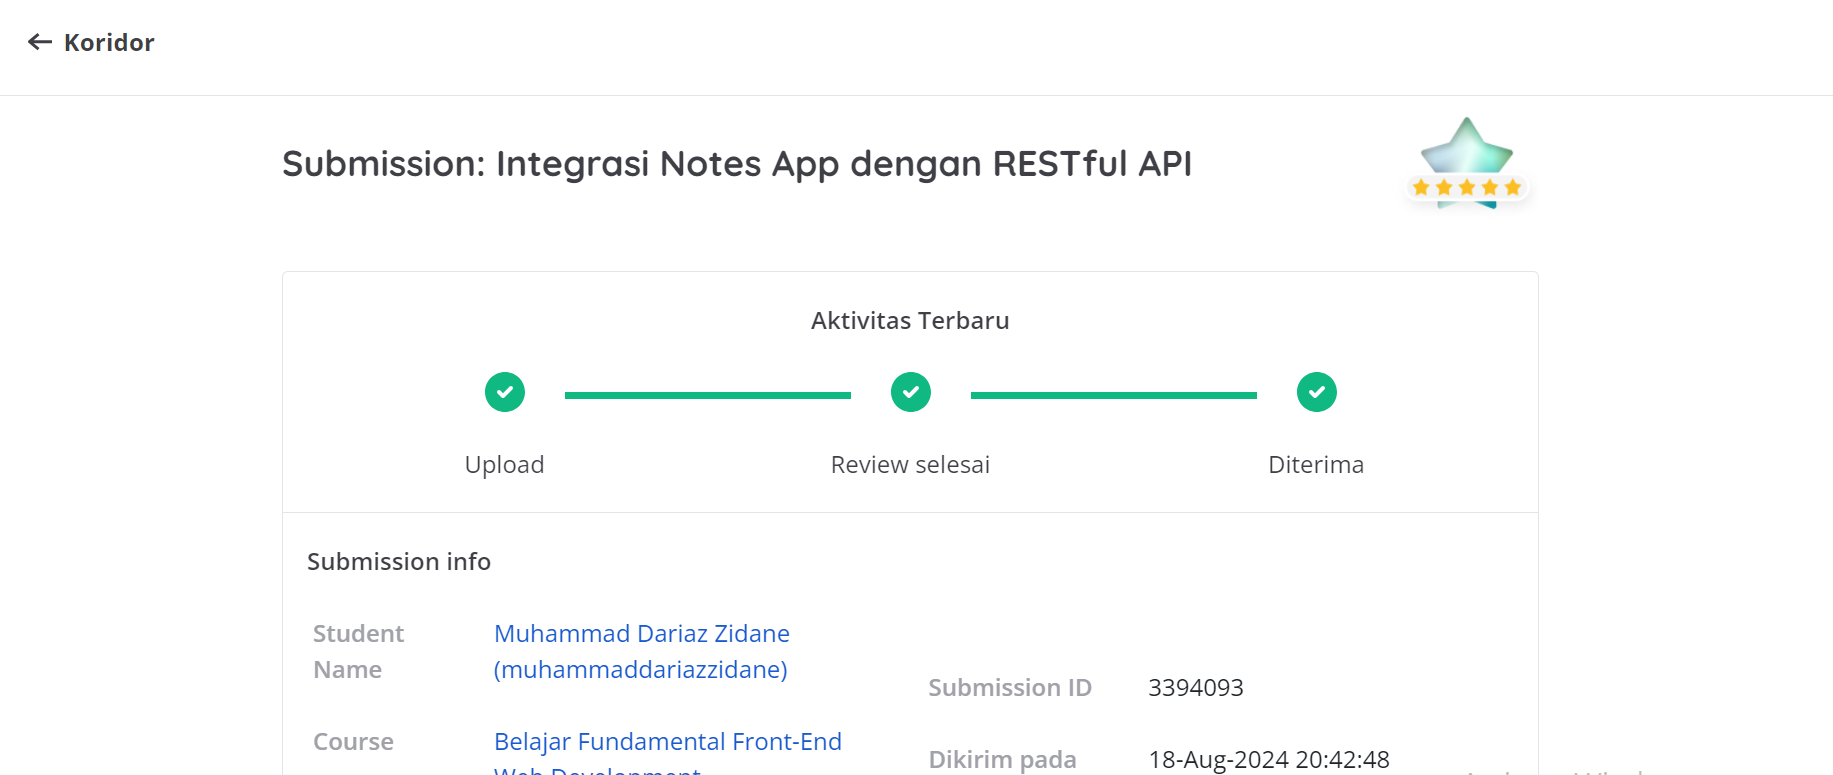 Koridor
Submission: Integrasi Notes App dengan RESTful API
Aktivitas Terbaru
Upload
Review selesai
Diterima
Submission info
Student
Name
Muhammad Dariaz Zidane
(muhammaddariazzidane)
Submission ID
3394093
Course
Belajar Fundamental Front-End
Web Development
Dikirim pada
18-Aug-2024 20:42:48